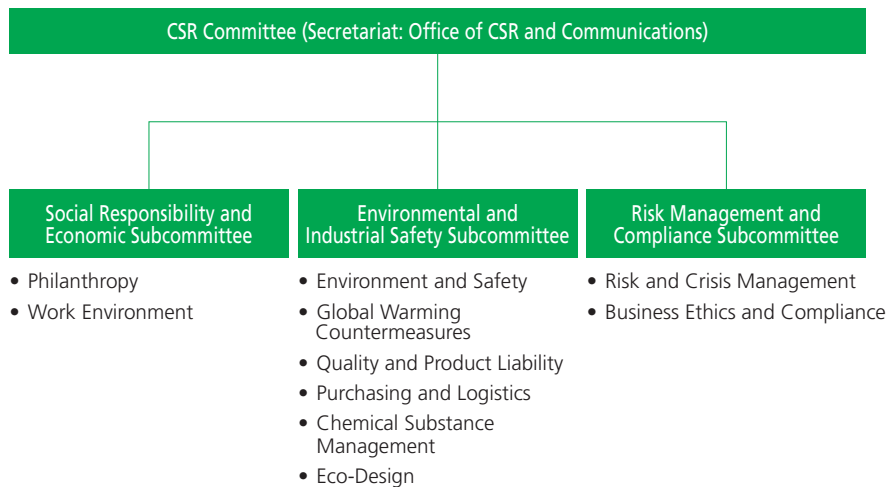 CSR Committee (Secretariat: Office of CSR and Communications)
Social Responsibility and
Economic Subcommittee
• Philanthropy
• Work Environment
Environmental and
Industrial Safety Subcommittee
• Environment and Safety
• Global Warming
Countermeasures
• Quality and Product Liability
• Purchasing and Logistics
• Chemical Substance
Management
• Eco-Design
Risk Management and
Compliance Subcommittee
• Risk and Crisis Management
• Business Ethics and Compliance